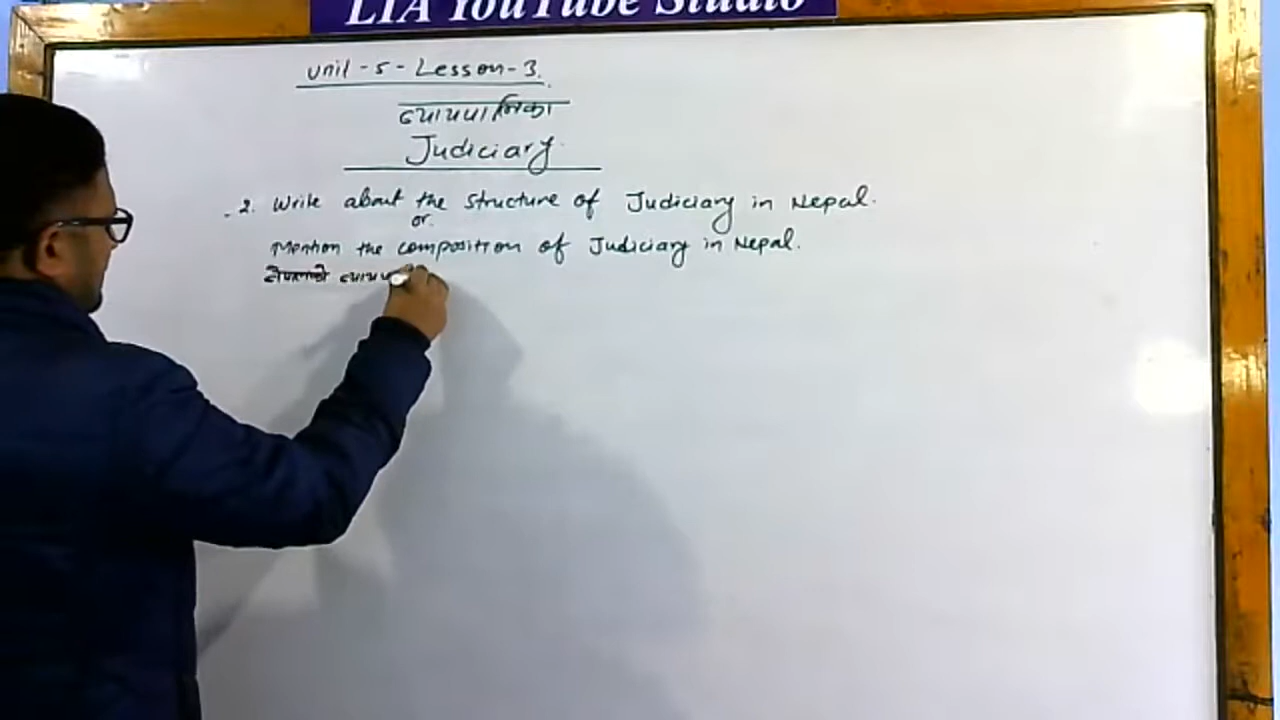 LIA YouTube Studio
Unit - 5 - Lesson - 3.
न्यायपालिका
Judiciary
2. Write about the structure of Judiciary in Nepal.
or
Mention the composition of Judiciary in Nepal.
नेपालको